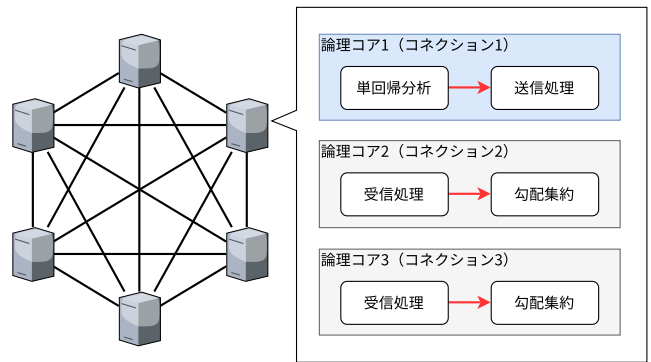 論理コア1（コネクション1）
単回帰分析
送信処理
論理コア2（コネクション2）
受信処理
勾配集約
論理コア3（コネクション3）
受信処理
勾配集約